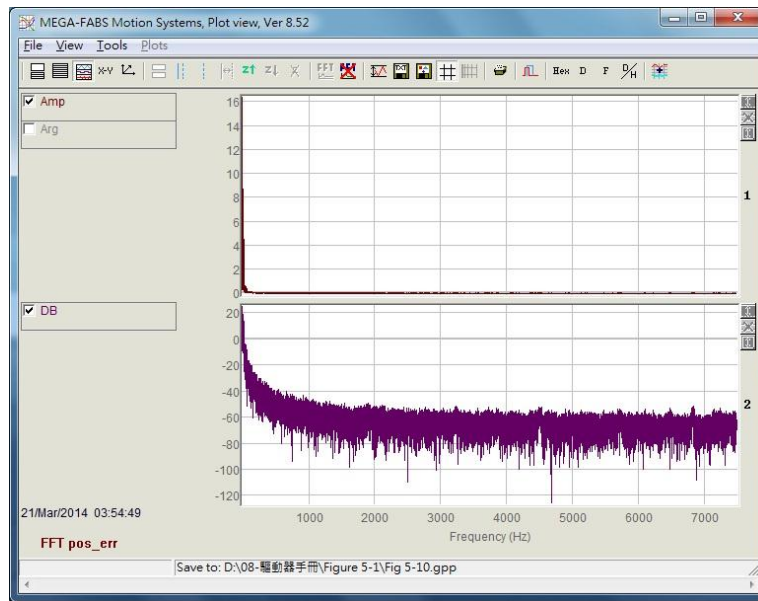 MEGA-FABS Motion Systems, Plot view, Ver 8.52
File View Tools Plots
X-Y FFT FFT TXT Hex D F D/H
Amp
Arg
16
14
12
10
8
6
4
2
0
1
DB
20
0
-20
-40
-60
-80
-100
-120
2
1000 2000 3000 4000 5000 6000 7000
Frequency (Hz)
21/Mar/2014 03:54:49
FFT pos_err
Save to: D:\08-驅動器手冊\Figure 5-1\Fig 5-10.gpp